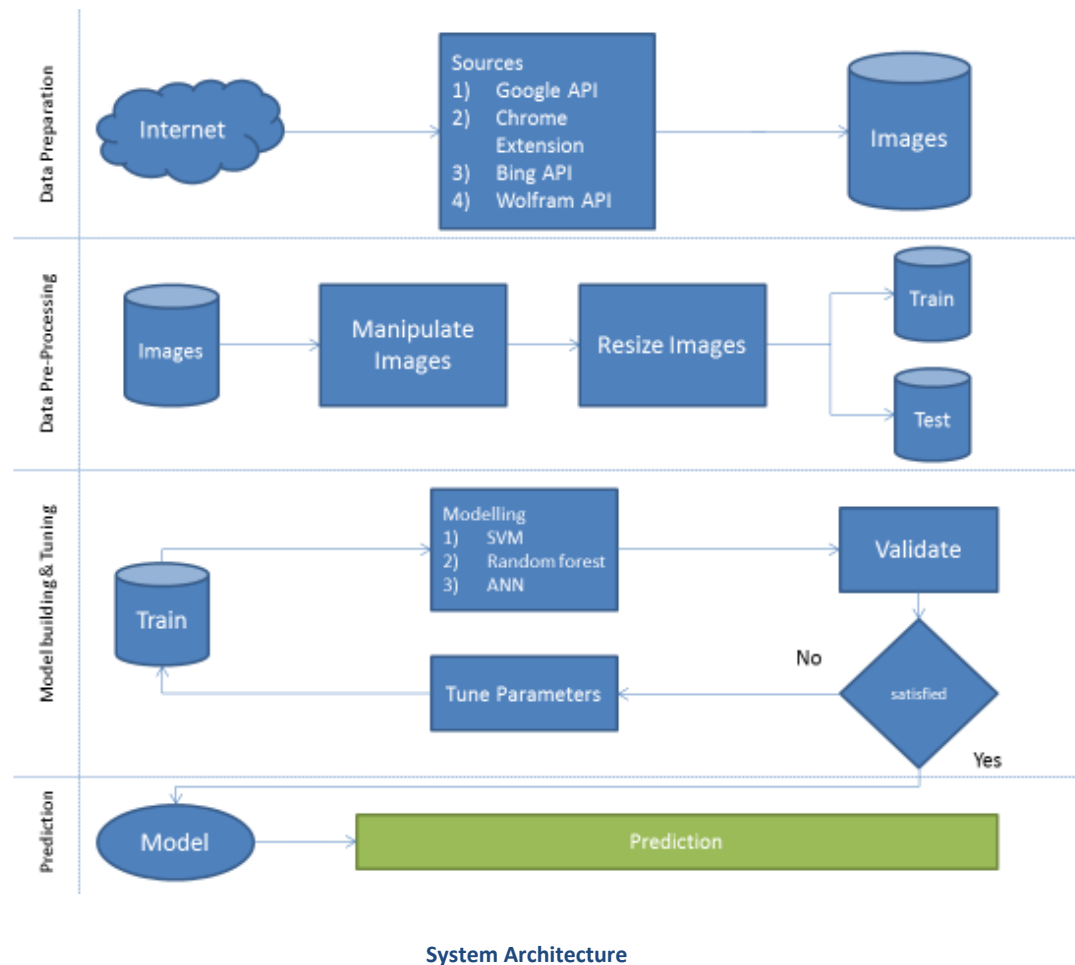 Data Preparation
Internet
Sources
1) Google API
2) Chrome
Extension
3) Bing API
4) Wolfram API
Images
Data Pre-Processing
Images
Manipulate
Images
Resize Images
Train
Test
Model building & Tuning
Train
Modelling
1) SVM
2) Random forest
3) ANN
Validate
satisfied
No
Tune Parameters
Yes
Prediction
Model
Prediction
System Architecture